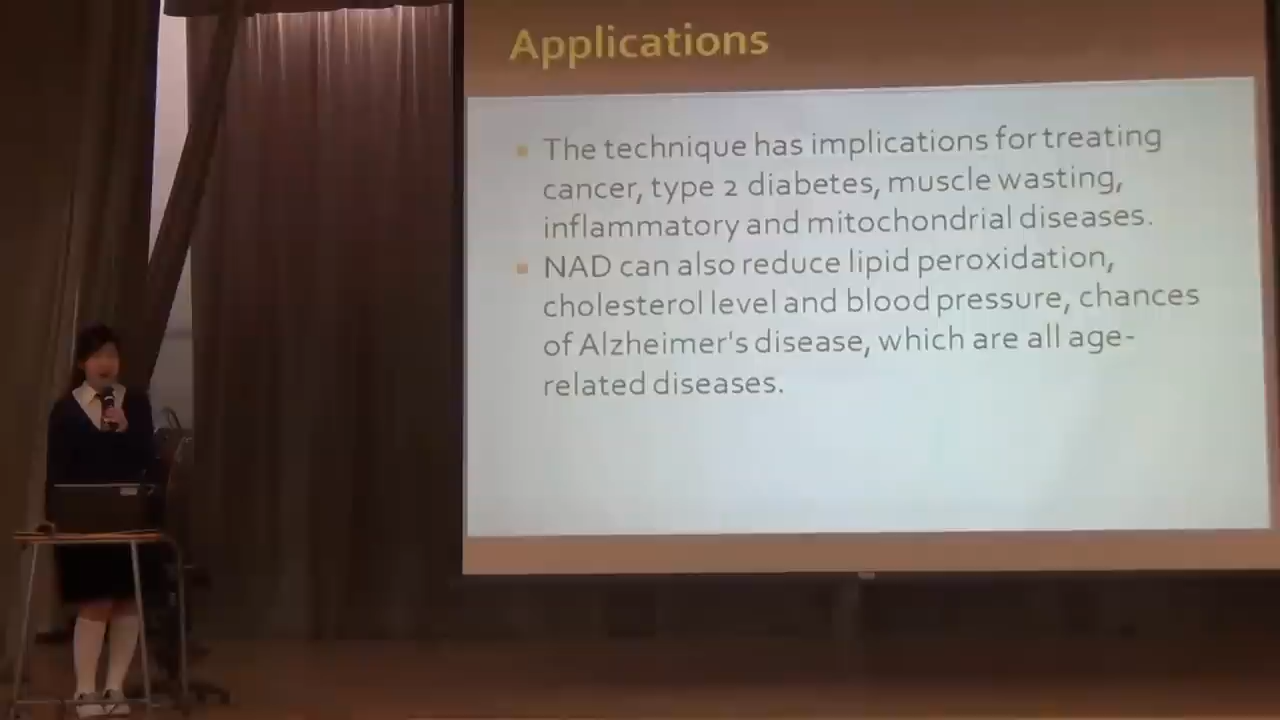 Applications
The technique has implications for treating
cancer, type 2 diabetes, muscle wasting,
inflammatory and mitochondrial diseases.
NAD can also reduce lipid peroxidation,
cholesterol level and blood pressure, chances
of Alzheimer's disease, which are all age-
related diseases.